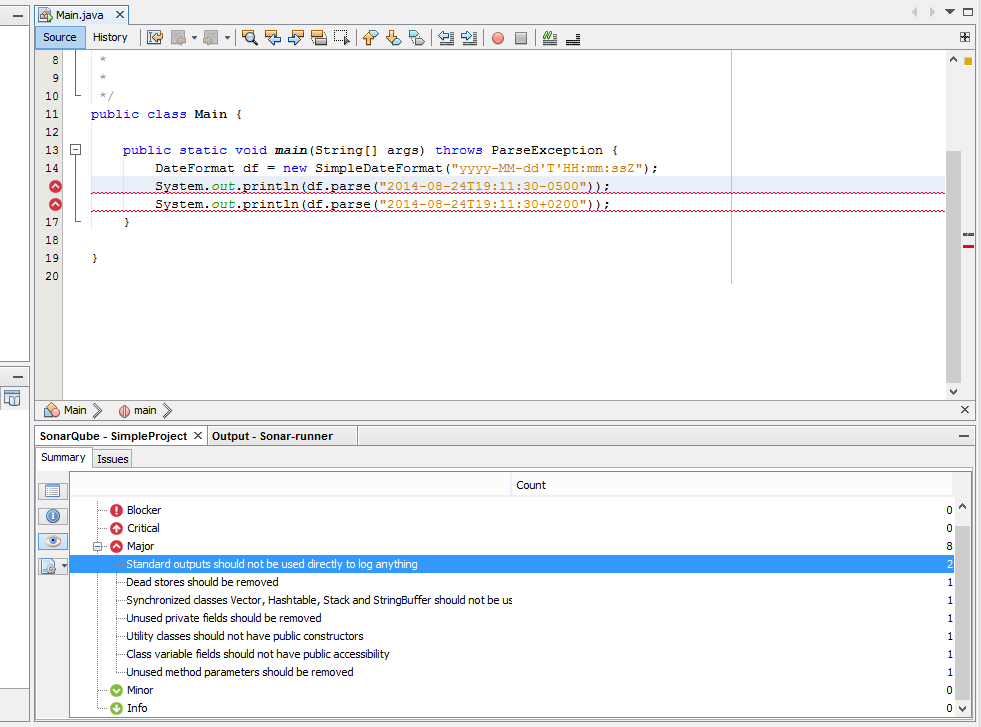 Main.java
Source History
8 *
9 *
10 */
11 public class Main {
12
13 public static void main(String[] args) throws ParseException {
14 DateFormat df = new SimpleDateFormat("yyyy-MM-dd'T'HH:mm:ssZ");
System.out.println(df.parse("2014-08-24T19:11:30-0500"));
System.out.println(df.parse("2014-08-24T19:11:30+0200"));
17 }
18
19 }
20
Main main
SonarQube - SimpleProject Output - Sonar-runner
Summary Issues
Count
Blocker 0
Critical 0
Major 8
Standard outputs should not be used directly to log anything 2
Dead stores should be removed 1
Synchronized classes Vector, Hashtable, Stack and StringBuffer should not be us 1
Unused private fields should be removed 1
Utility classes should not have public constructors 1
Class variable fields should not have public accessibility 1
Unused method parameters should be removed 1
Minor 0
Info 0